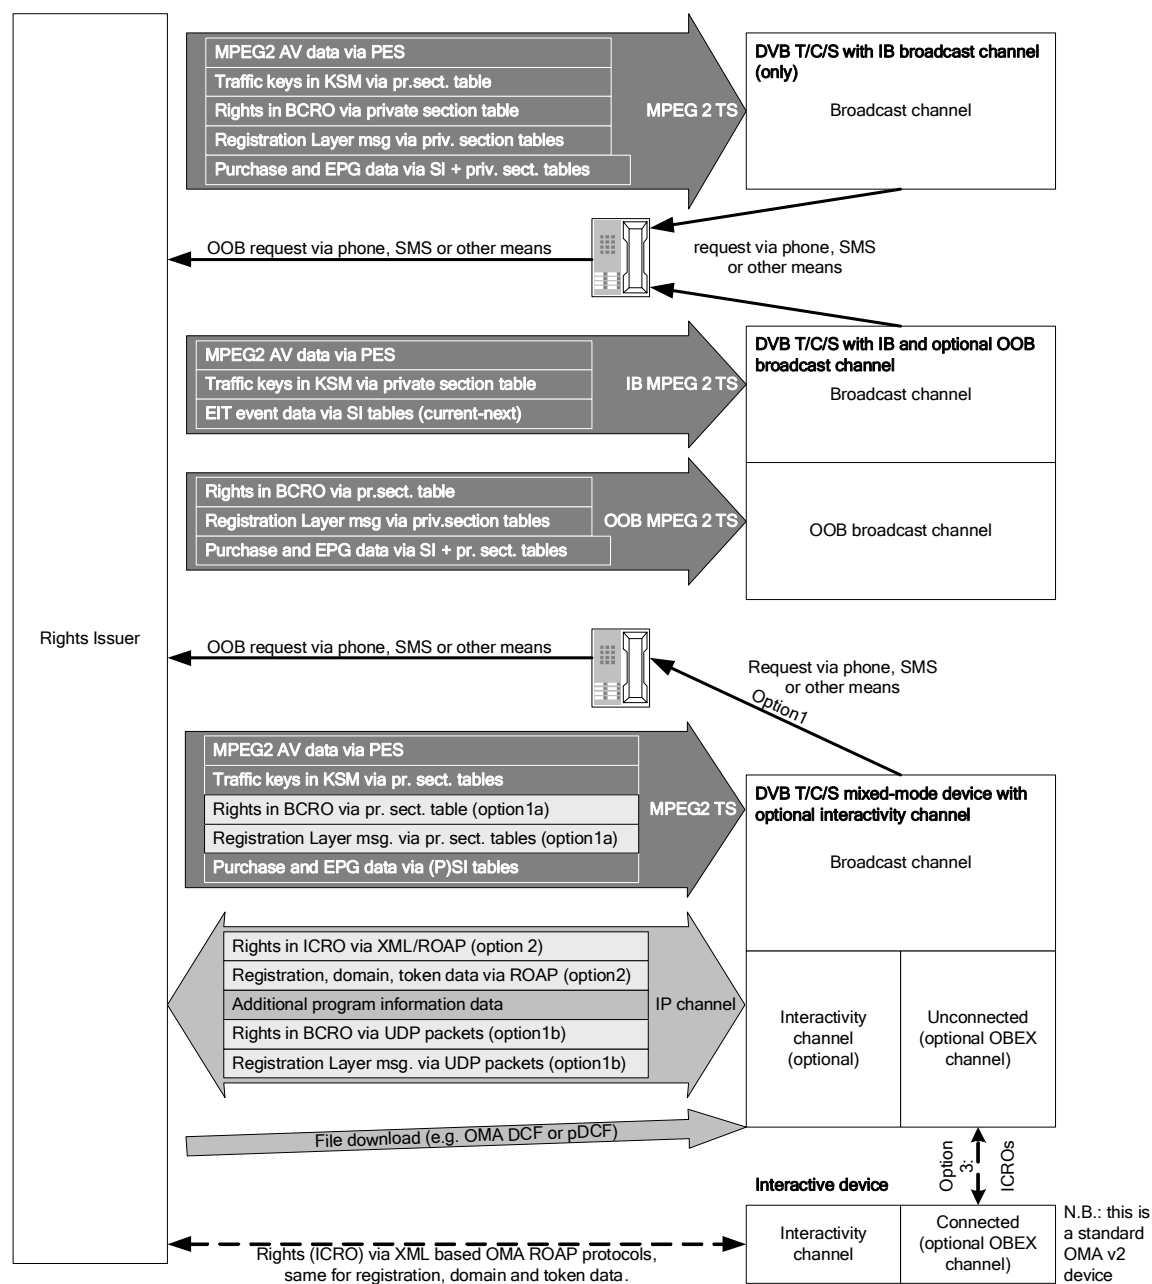 MPEG2 AV data via PES
Traffic keys in KSM via pr.sect. table
Rights in BCRO via private section table
Registration Layer msg via priv. section tables
Purchase and EPG data via SI + priv. sect. tables
MPEG 2 TS
DVB T/C/S with IB broadcast channel
(only)
Broadcast channel
OOB request via phone, SMS or other means
request via phone, SMS
or other means
MPEG2 AV data via PES
Traffic keys in KSM via private section table
EIT event data via SI tables (current-next)
IB MPEG 2 TS
DVB T/C/S with IB and optional OOB
broadcast channel
Broadcast channel
Rights in BCRO via pr.sect. table
Registration Layer msg via priv.section tables
Purchase and EPG data via SI + pr. sect. tables
OOB MPEG 2 TS
OOB broadcast channel
Rights Issuer
OOB request via phone, SMS or other means
Request via phone, SMS
or other means
Option1
MPEG2 AV data via PES
Traffic keys in KSM via pr. sect. tables
Rights in BCRO via pr. sect. table (option1a)
Registration Layer msg. via pr. sect. tables (option1a)
Purchase and EPG data via (P)SI tables
MPEG2 TS
DVB T/C/S mixed-mode device with
optional interactivity channel
Broadcast channel
Rights in ICRO via XML/ROAP (option 2)
Registration, domain, token data via ROAP (option2)
Additional program information data
Rights in BCRO via UDP packets (option1b)
Registration Layer msg. via UDP packets (option1b)
IP channel
Interactivity
channel
(optional)
Unconnected
(optional OBEX
channel)
File download (e.g. OMA DCF or pDCF)
Option
3:
ICROs
Interactive device
Interactivity
channel
Connected
(optional OBEX
channel)
N.B.: this is
a standard
OMA v2
device
Rights (ICRO) via XML based OMA ROAP protocols,
same for registration, domain and token data.